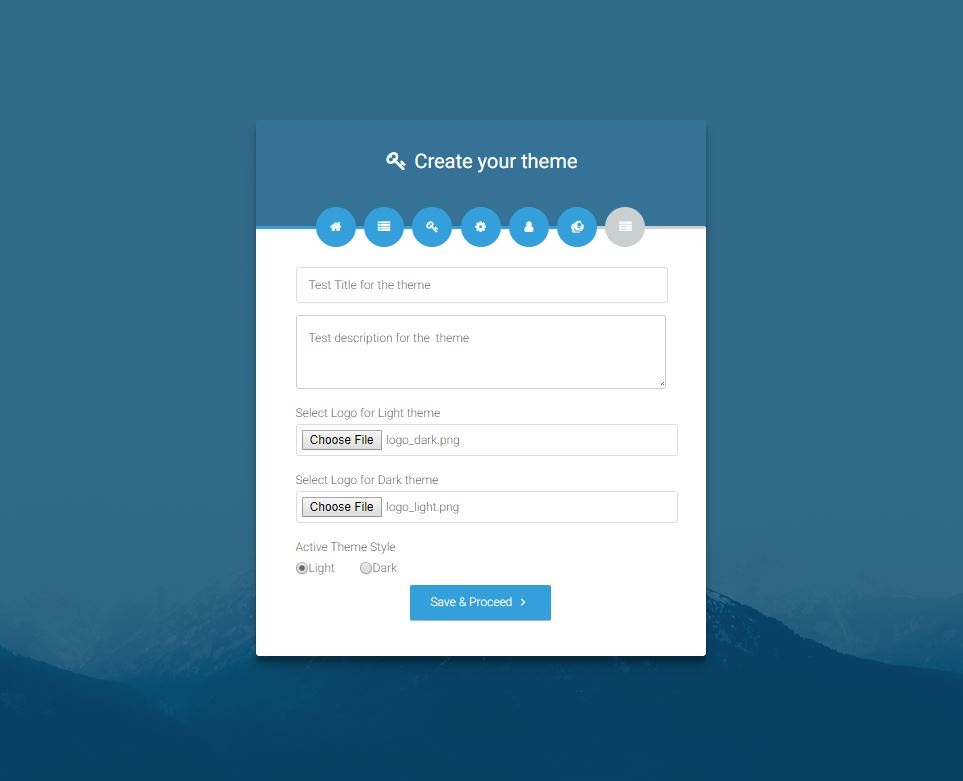 Create your theme
Test Title for the theme
Test description for the  theme
Select Logo for Light theme
Choose File logo_dark.png
Select Logo for Dark theme
Choose File logo_light.png
Active Theme Style
Light Dark
Save & Proceed